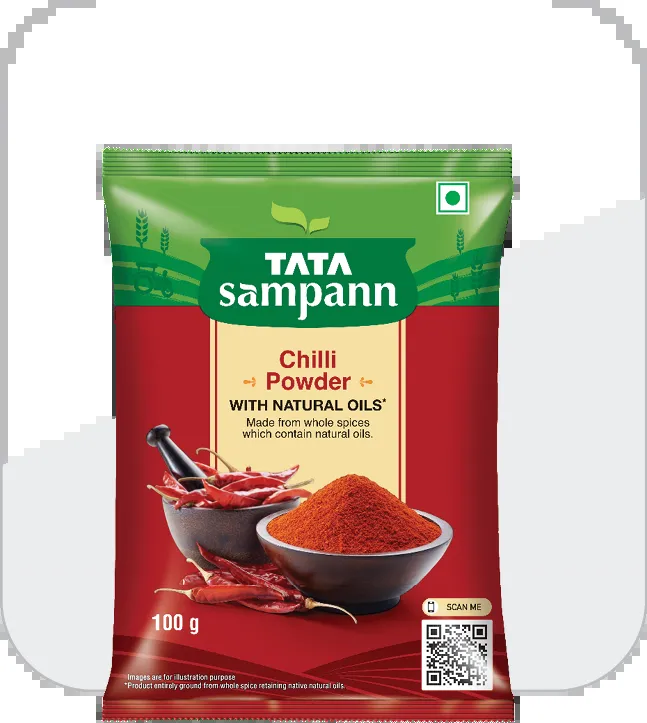 TATA
sampann
Chilli
Powder
WITH NATURAL OILS*
Made from whole spices
which contain natural oils.
100 g
SCAN ME
Images are for illustration purpose
*Product entirely ground from whole spice retaining native natural oils.